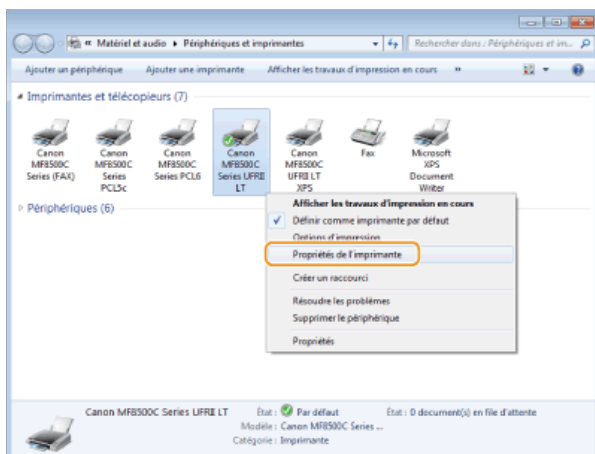 « Matériel et audio ▸ Périphériques et imprimantes
Rechercher dans : Périphériques et im...
Ajouter un périphérique Ajouter une imprimante Afficher les travaux d'impression en cours »
Imprimantes et télécopieurs (7)
Canon MF8500C Series (FAX)
Canon MF8500C Series PCL5c
Canon MF8500C Series PCL6
Canon MF8500C Series UFRII LT
Canon MF8500C UFRII LT XPS
Fax
Microsoft XPS Document Writer
Périphériques (6)
Afficher les travaux d'impression en cours
Définir comme imprimante par défaut
Options d'impression
Propriétés de l'imprimante
Créer un raccourci
Résoudre les problèmes
Supprimer le périphérique
Propriétés
Canon MF8500C Series UFRII LT État : Par défaut État : 0 document(s) en file d'attente
Modèle : Canon MF8500C Series ...
Catégorie : Imprimante